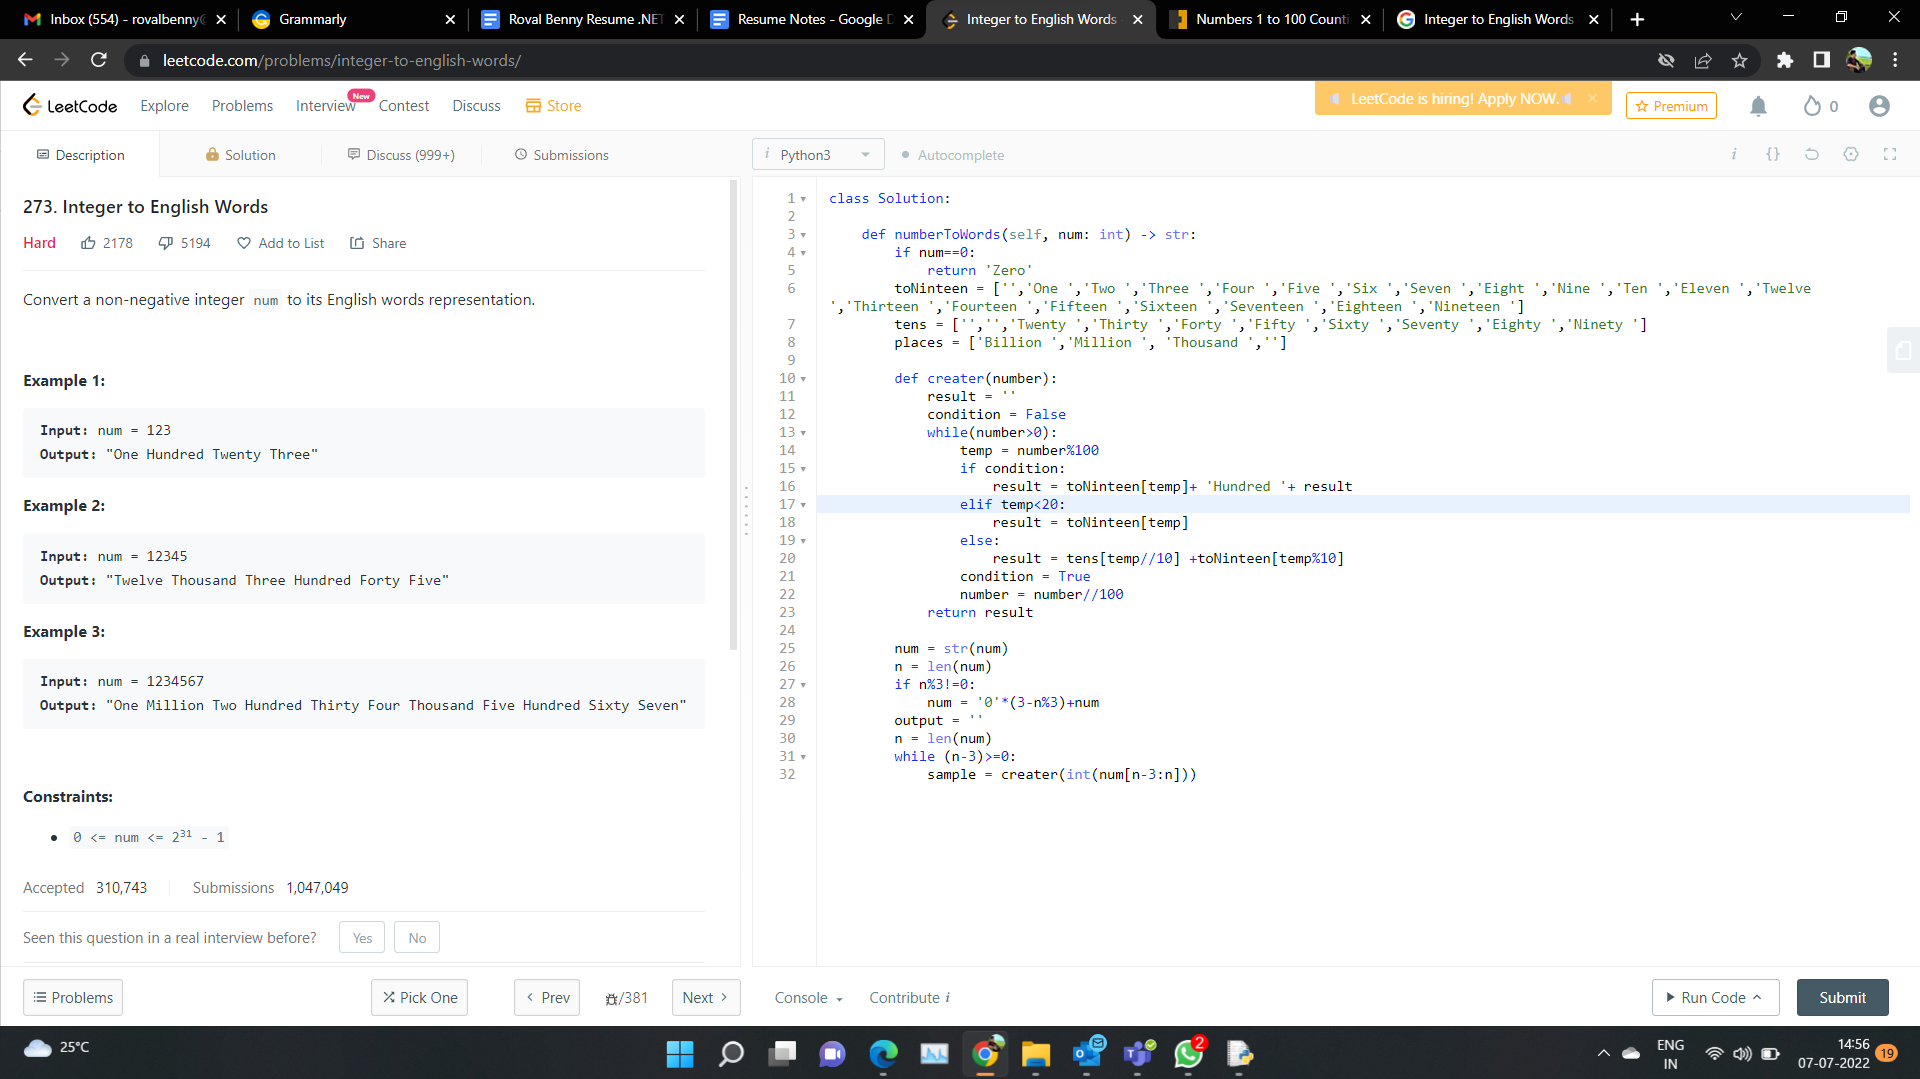 Inbox (554) - rovalbenny
Grammarly
Roval Benny Resume .NET
Resume Notes - Google D
Integer to English Words
Numbers 1 to 100 Counti
Integer to English Words
leetcode.com/problems/integer-to-english-words/
LeetCode
Explore
Problems
Interview
New
Contest
Discuss
Store
LeetCode is hiring! Apply NOW.
Premium
0
Description
Solution
Discuss (999+)
Submissions
i Python3
Autocomplete
i {}
273. Integer to English Words
Hard 2178 5194 Add to List Share
Convert a non-negative integer num to its English words representation.
Example 1:
Input: num = 123
Output: "One Hundred Twenty Three"
Example 2:
Input: num = 12345
Output: "Twelve Thousand Three Hundred Forty Five"
Example 3:
Input: num = 1234567
Output: "One Million Two Hundred Thirty Four Thousand Five Hundred Sixty Seven"
Constraints:
• 0 <= num <= 2³¹ - 1
Accepted 310,743 Submissions 1,047,049
Seen this question in a real interview before? Yes No
1 class Solution:
2
3     def numberToWords(self, num: int) -> str:
4         if num==0:
5             return 'Zero'
6         toNinteen = ['','One ','Two ','Three ','Four ','Five ','Six ','Seven ','Eight ','Nine ','Ten ','Eleven ','Twelve
','Thirteen ','Fourteen ','Fifteen ','Sixteen ','Seventeen ','Eighteen ','Nineteen ']
7         tens = ['','','Twenty ','Thirty ','Forty ','Fifty ','Sixty ','Seventy ','Eighty ','Ninety ']
8         places = ['Billion ','Million ', 'Thousand ','']
9
10         def creater(number):
11             result = ''
12             condition = False
13             while(number>0):
14                 temp = number%100
15                 if condition:
16                     result = toNinteen[temp]+ 'Hundred '+ result
17                 elif temp<20:
18                     result = toNinteen[temp]
19                 else:
20                     result = tens[temp//10] +toNinteen[temp%10]
21                 condition = True
22                 number = number//100
23             return result
24
25         num = str(num)
26         n = len(num)
27         if n%3!=0:
28             num = '0'*(3-n%3)+num
29         output = ''
30         n = len(num)
31         while (n-3)>=0:
32             sample = creater(int(num[n-3:n]))
Problems
Pick One
Prev
/381
Next
Console
Contribute i
Run Code
Submit
25°C
2
ENG
IN
14:56
07-07-2022
19